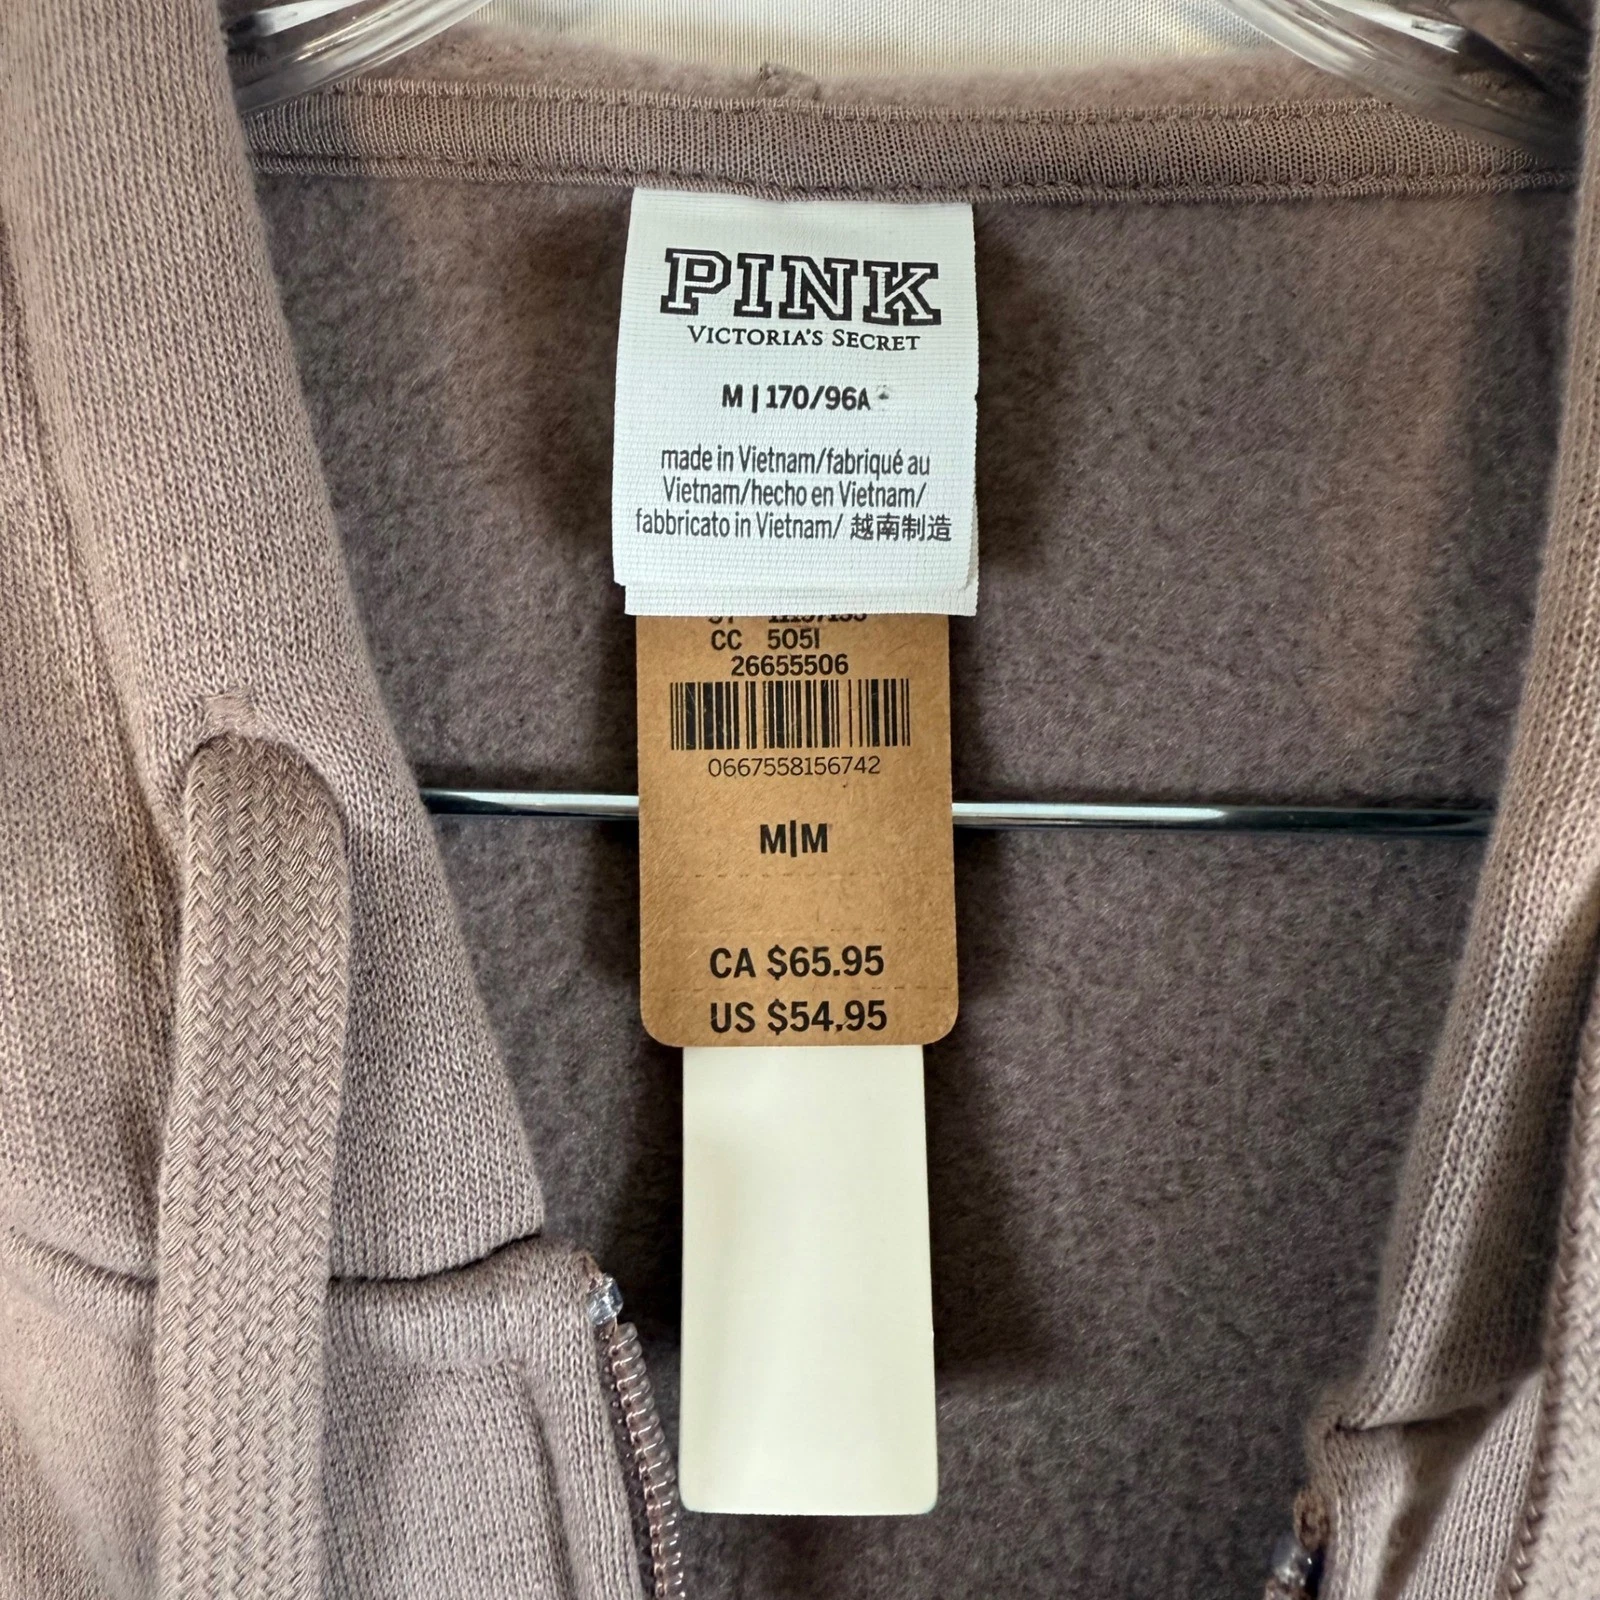 PINK
VICTORIA'S SECRET
M | 170/96A
made in Vietnam/fabriqué au
Vietnam/hecho en Vietnam/
fabbricato in Vietnam/ 越南制造
CC 5051
26655506
0667558156742
M|M
CA $65.95
US $54.95